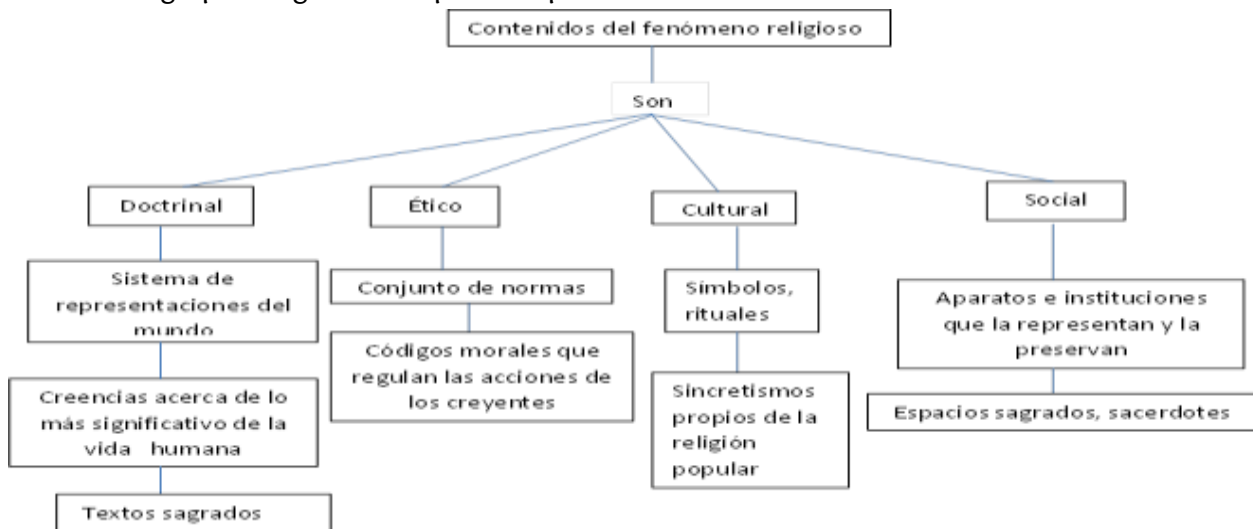 Contenidos del fenómeno religioso
Son
Doctrinal
Ético
Cultural
Social
Sistema de
representaciones del
mundo
Conjunto de normas
Símbolos,
rituales
Aparatos e instituciones
que la representan y la
preservan
Creencias acerca de lo
más significativo de la
vida humana
Códigos morales que
regulan las acciones de
los creyentes
Sincretismos
propios de la
religión
popular
Espacios sagrados, sacerdotes
Textos sagrados